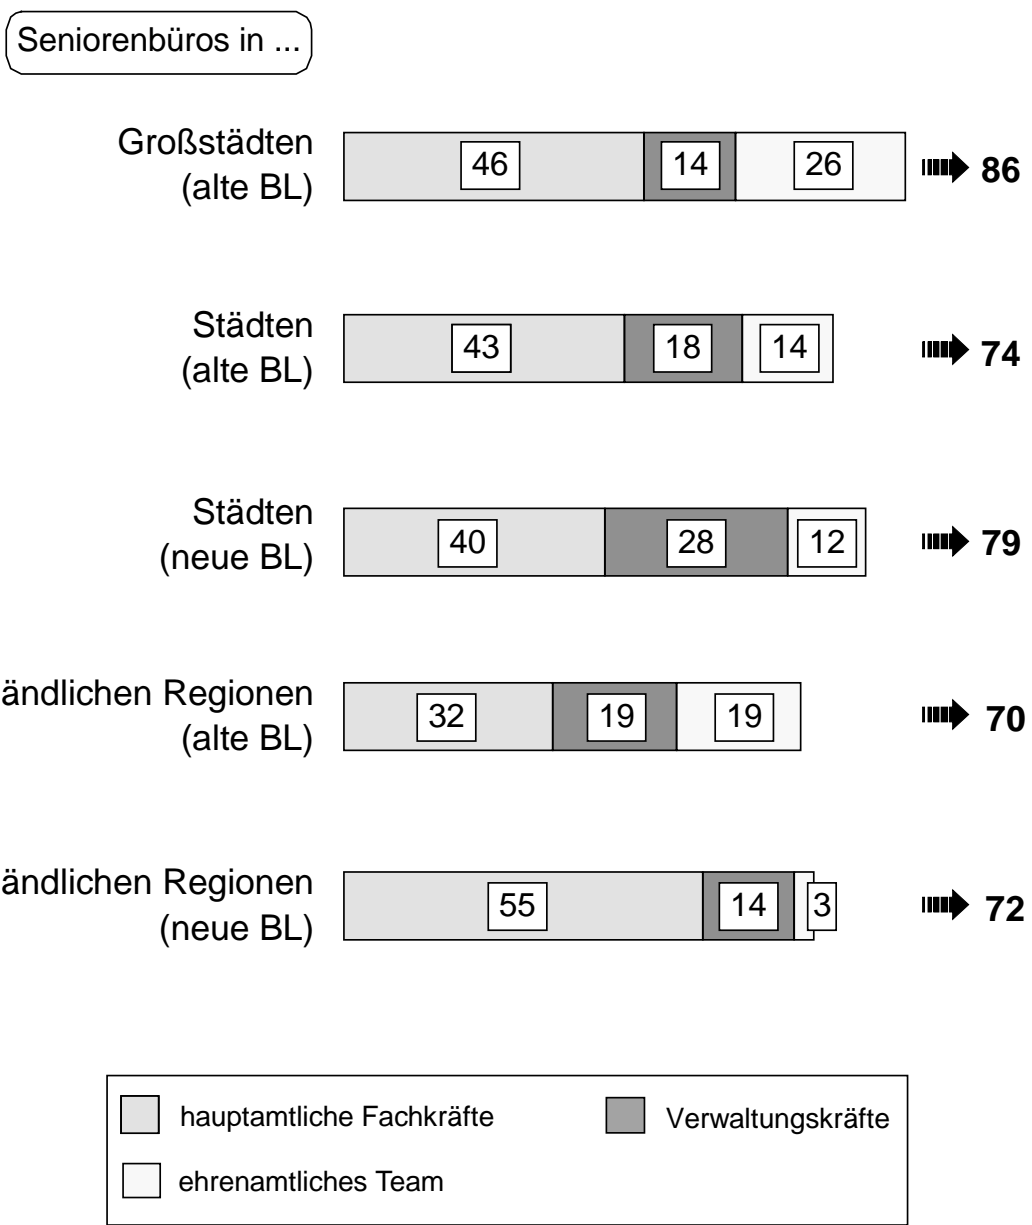 Seniorenbüros in ...
Großstädten
(alte BL)
46 14 26 86
Städten
(alte BL)
43 18 14 74
Städten
(neue BL)
40 28 12 79
ändlichen Regionen
(alte BL)
32 19 19 70
ändlichen Regionen
(neue BL)
55 14 3 72
hauptamtliche Fachkräfte
Verwaltungskräfte
ehrenamtliches Team